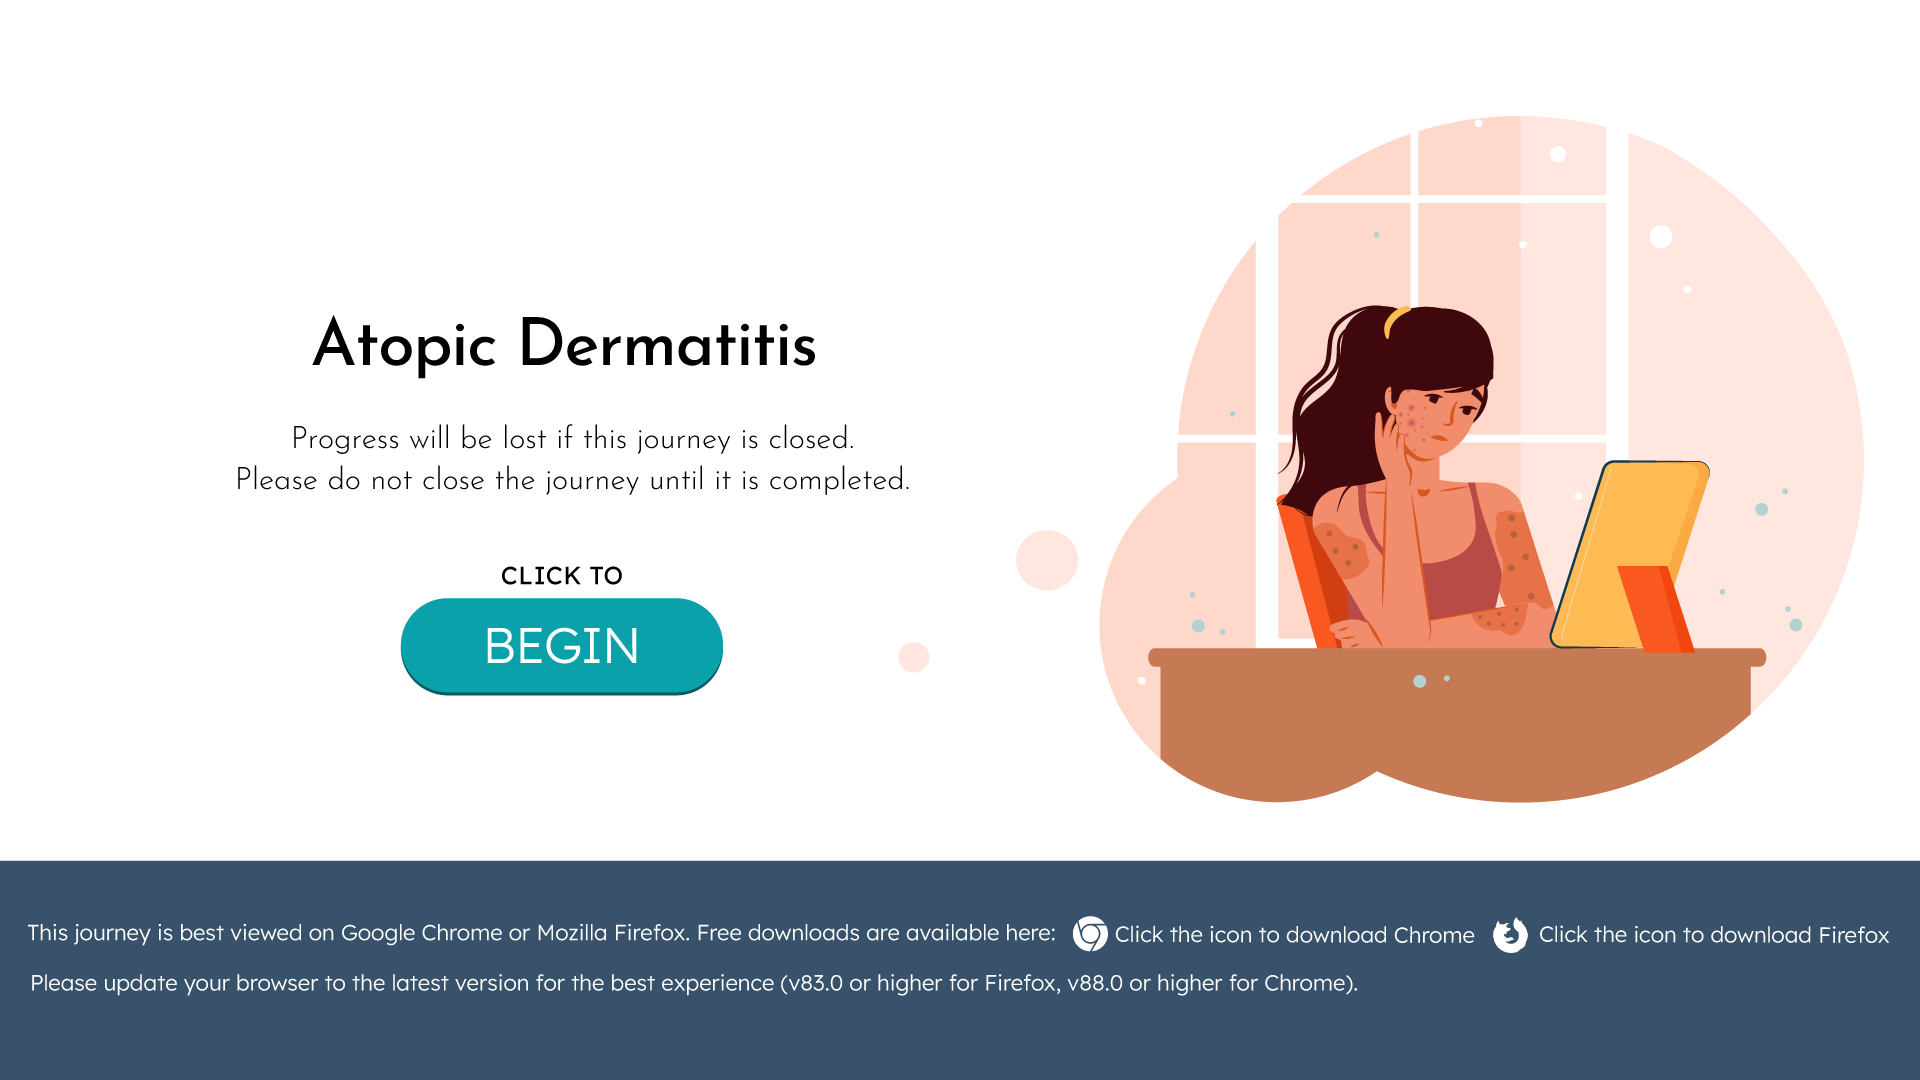 Atopic Dermatitis
Progress will be lost if this journey is closed.
Please do not close the journey until it is completed.
CLICK TO
BEGIN
This journey is best viewed on Google Chrome or Mozilla Firefox. Free downloads are available here: Click the icon to download Chrome Click the icon to download Firefox
Please update your browser to the latest version for the best experience (v83.0 or higher for Firefox, v88.0 or higher for Chrome).